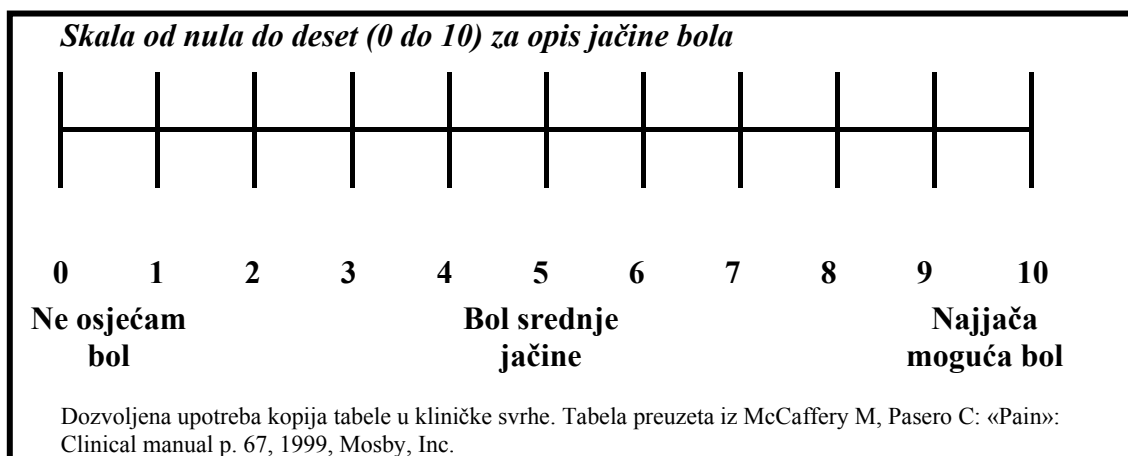 Skala od nula do deset (0 do 10) za opis jačine bola
0 1 2 3 4 5 6 7 8 9 10
Ne osjećam Bol srednje Najjača
bol jačine moguća bol
Dozvoljena upotreba kopija tabele u kliničke svrhe. Tabela preuzeta iz McCaffery M, Pasero C: «Pain»:
Clinical manual p. 67, 1999, Mosby, Inc.